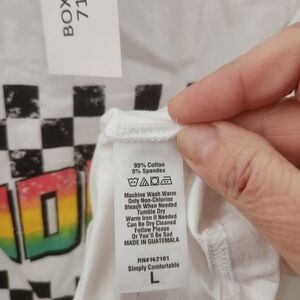 BOX
71
ND
95% Cotton
5% Spandex
Machine Wash Warm
Only Non-Chlorine
Bleach When Needed
Tumble Dry
Warm Iron if Needed
Can Be Dry Cleaned
Follow Please
Or You'll Be Sad
MADE IN GUATEMALA
RN#142161
Simply Comfortable
L